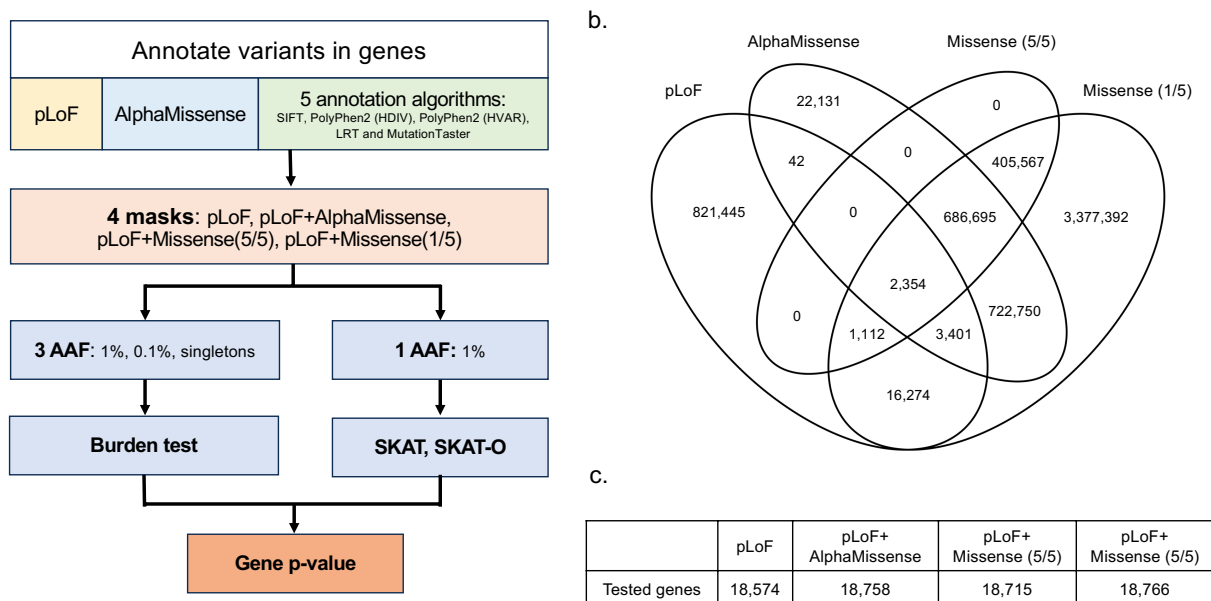 Annotate variants in genes
pLoF
AlphaMissense
5 annotation algorithms:
SIFT, PolyPhen2 (HDIV), PolyPhen2 (HVAR),
LRT and MutationTaster
4 masks: pLoF, pLoF+AlphaMissense,
pLoF+Missense(5/5), pLoF+Missense(1/5)
3 AAF: 1%, 0.1%, singletons
1 AAF: 1%
Burden test
SKAT, SKAT-O
Gene p-value
b.
AlphaMissense
Missense (5/5)
pLoF
Missense (1/5)
22,131
0
42
0
405,567
821,445
0
686,695
3,377,392
2,354
0
722,750
1,112
3,401
16,274
c.
pLoF
pLoF+
AlphaMissense
pLoF+
Missense (5/5)
pLoF+
Missense (5/5)
Tested genes
18,574
18,758
18,715
18,766